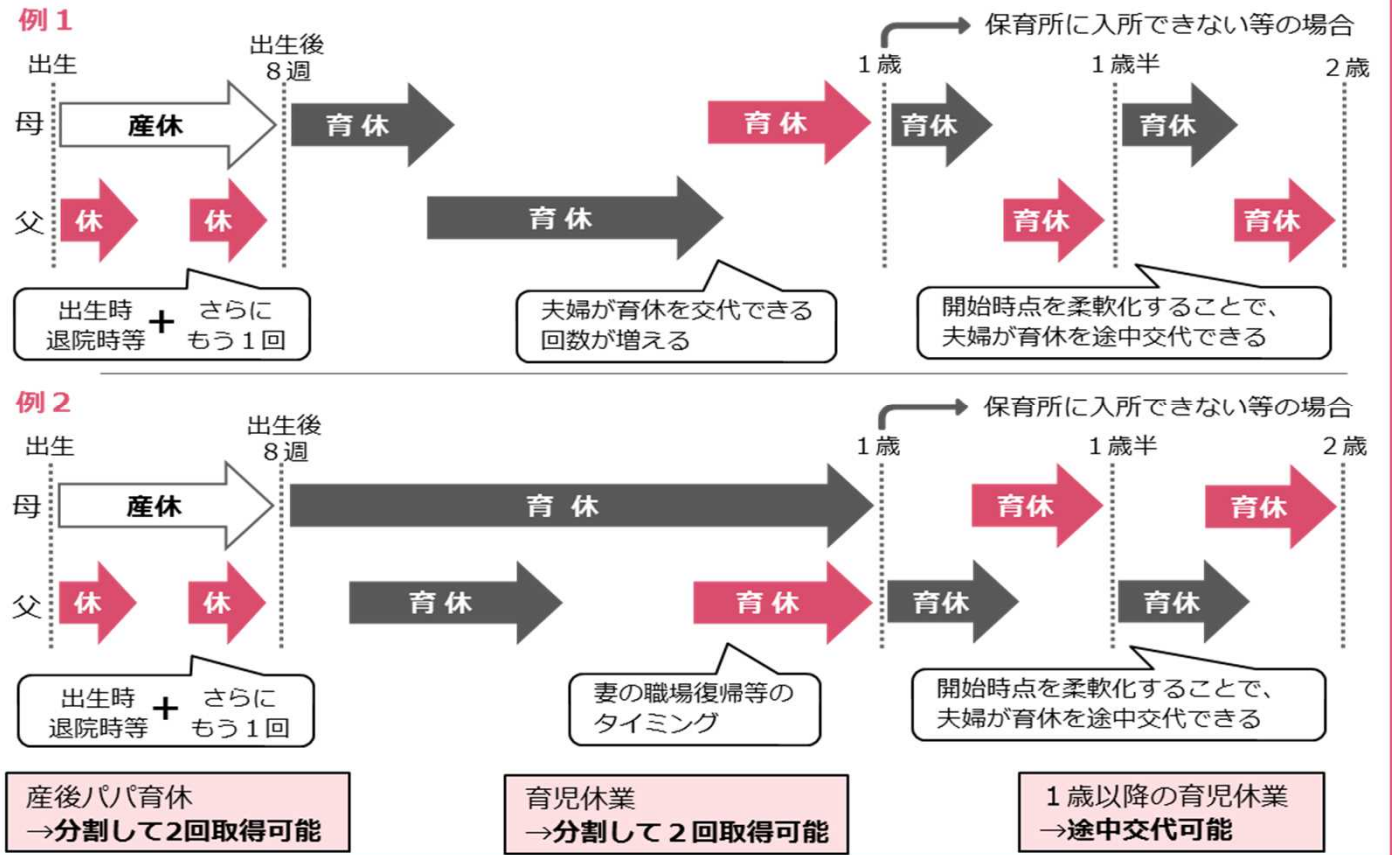 例１
保育所に入所できない等の場合
出生
出生後
８週
１歳
１歳半
２歳
母
産休
育休
育休
育休
育休
父
休
休
育休
育休
育休
出生時
退院時等
＋
さらに
もう１回
夫婦が育休を交代できる
回数が増える
開始時点を柔軟化することで、
夫婦が育休を途中交代できる
例２
保育所に入所できない等の場合
出生
出生後
８週
１歳
１歳半
２歳
母
産休
育休
育休
育休
父
休
休
育休
育休
育休
育休
出生時
退院時等
＋
さらに
もう１回
妻の職場復帰等の
タイミング
開始時点を柔軟化することで、
夫婦が育休を途中交代できる
産後パパ育休
→分割して2回取得可能
育児休業
→分割して２回取得可能
１歳以降の育児休業
→途中交代可能